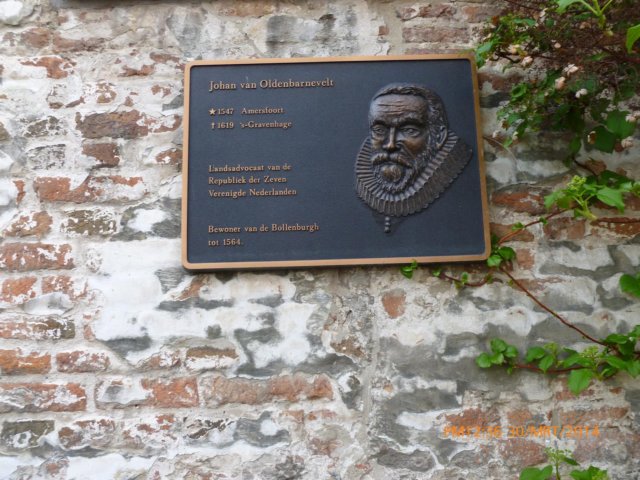 Johan van Oldenbarnevelt
★1547 Amersfoort
✝1619 's-Gravenhage
Landsadvocaat van de
Republiek der Zeven
Verenigde Nederlanden
Bewoner van de Bollenburgh
tot 1564.